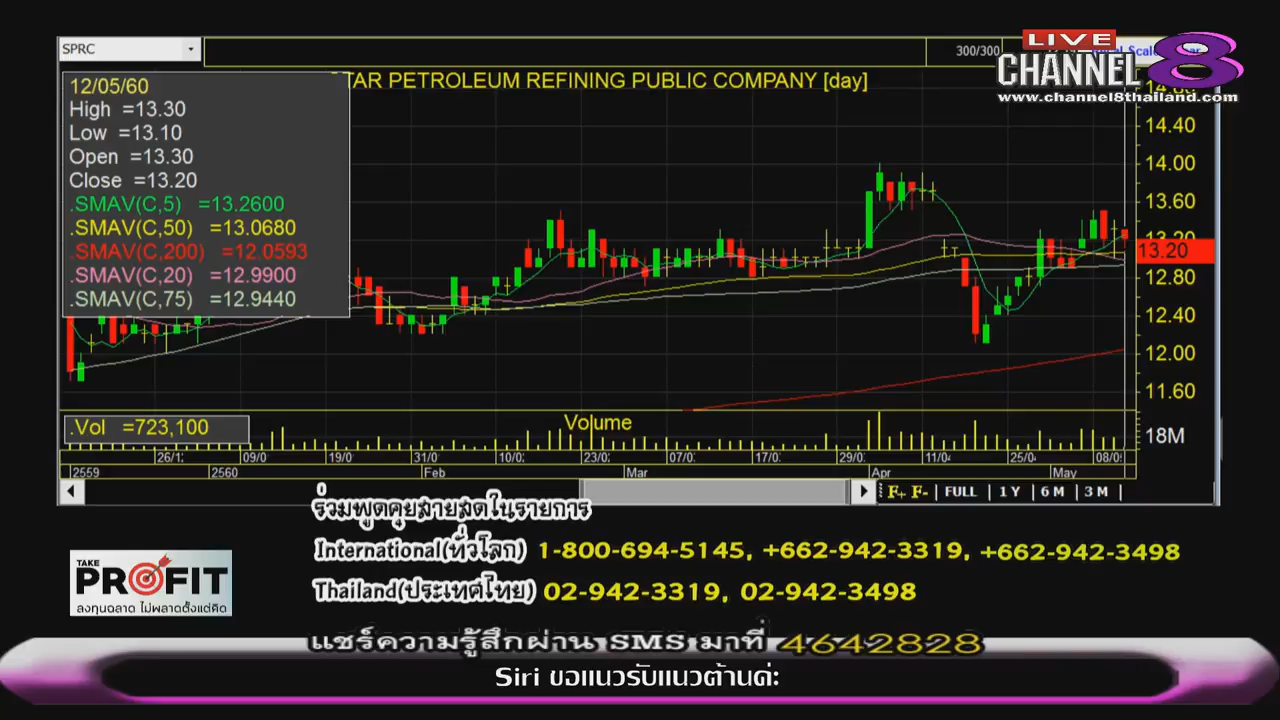 SPRC
300/300
LIVE
CHANNEL 8
www.channel8thailand.com
TAR PETROLEUM REFINING PUBLIC COMPANY [day]
12/05/60
High =13.30
Low =13.10
Open =13.30
Close =13.20
.SMAV(C,5) =13.2600
.SMAV(C,50) =13.0680
.SMAV(C,200) =12.0593
.SMAV(C,20) =12.9900
.SMAV(C,75) =12.9440
14.40
14.00
13.60
13.20
13.20
12.80
12.40
12.00
11.60
.Vol =723,100
Volume
18M
26/1 09/0 19/0 31/0 10/0 23/0 07/0 17/0 29/0 11/0 25/0 08/0
2559 2560 Feb Mar Apr May
F+ F- FULL 1 Y 6 M 3 M
0
ร่วมพูดคุยสายสดในรายการ
International(ทั่วโลก) 1-800-694-5145, +662-942-3319, +662-942-3498
Thailand(ประเทศไทย) 02-942-3319, 02-942-3498
TAKE
PROFIT
ลงทุนฉลาด ไม่พลาดตั้งแต่คิด
แชร์ความรู้สึกผ่าน SMS มาที่ 4642828
Siri ขอแนวรับแนวต้านค่ะ